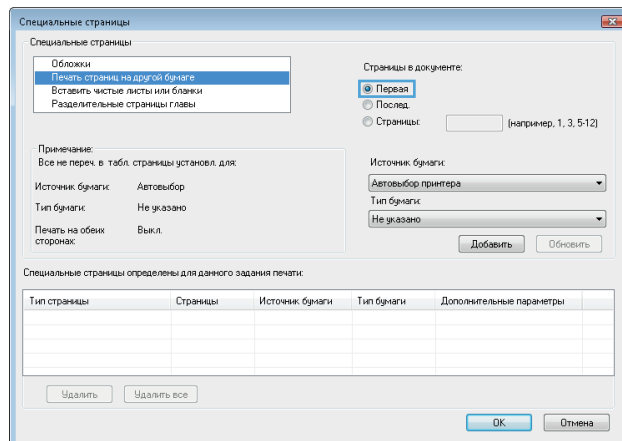 Специальные страницы
Специальные страницы
Обложки
Печать страниц на другой бумаге
Вставить чистые листы или бланки
Разделительные страницы главы
Страницы в документе:
Первая
Послед.
Страницы: (например, 1, 3, 5-12)
Примечание:
Все не переч. в табл. страницы установл. для:
Источник бумаги: Автовыбор
Тип бумаги: Не указано
Печать на обеих сторонах: Выкл.
Источник бумаги:
Автовыбор принтера
Тип бумаги:
Не указано
Добавить Обновить
Специальные страницы определены для данного задания печати:
Тип страницы Страницы Источник бумаги Тип бумаги Дополнительные параметры
Удалить Удалить все
OK Отмена